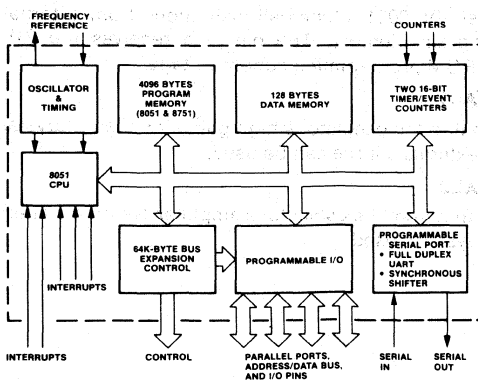 FREQUENCY
REFERENCE
COUNTERS
OSCILLATOR
&
TIMING
4096 BYTES
PROGRAM
MEMORY
(8051 & 8751)
128 BYTES
DATA MEMORY
TWO 16-BIT
TIMER/EVENT
COUNTERS
8051
CPU
64K-BYTE BUS
EXPANSION
CONTROL
PROGRAMMABLE I/O
PROGRAMMABLE
SERIAL PORT
• FULL DUPLEX
UART
• SYNCHRONOUS
SHIFTER
INTERRUPTS
INTERRUPTS
CONTROL
PARALLEL PORTS,
ADDRESS/DATA BUS,
AND I/O PINS
SERIAL
IN
SERIAL
OUT